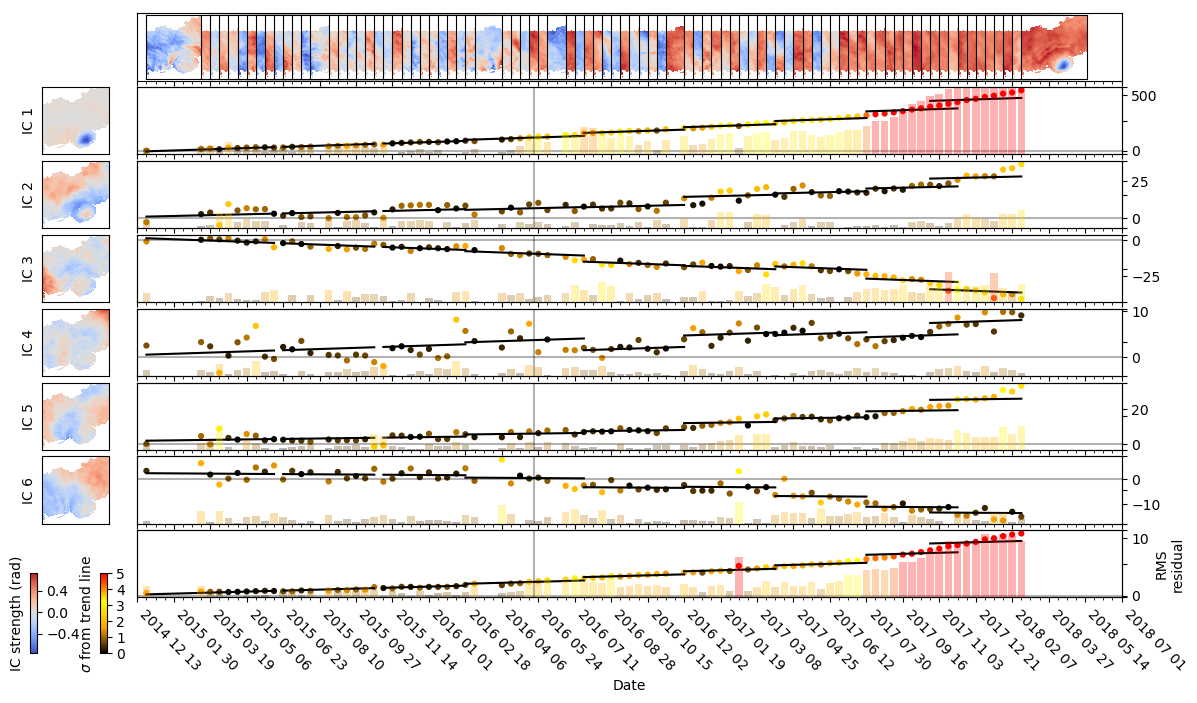 IC 1
500
0
IC 2
25
0
IC 3
0
−25
IC 4
10
0
IC 5
20
0
IC 6
0
−10
10
0
RMS
residual
IC strength (rad)
0.4
0.0
−0.4
σ from trend line
5
4
3
2
1
0
2014 12 13
2015 01 30
2015 03 19
2015 05 06
2015 06 23
2015 08 10
2015 09 27
2015 11 14
2016 01 01
2016 02 18
2016 04 06
2016 05 24
2016 07 11
2016 08 28
2016 10 15
2016 12 02
2017 01 19
2017 03 08
2017 04 25
2017 06 12
2017 07 30
2017 09 16
2017 11 03
2017 12 21
2018 02 07
2018 03 27
2018 05 14
2018 07 01
Date